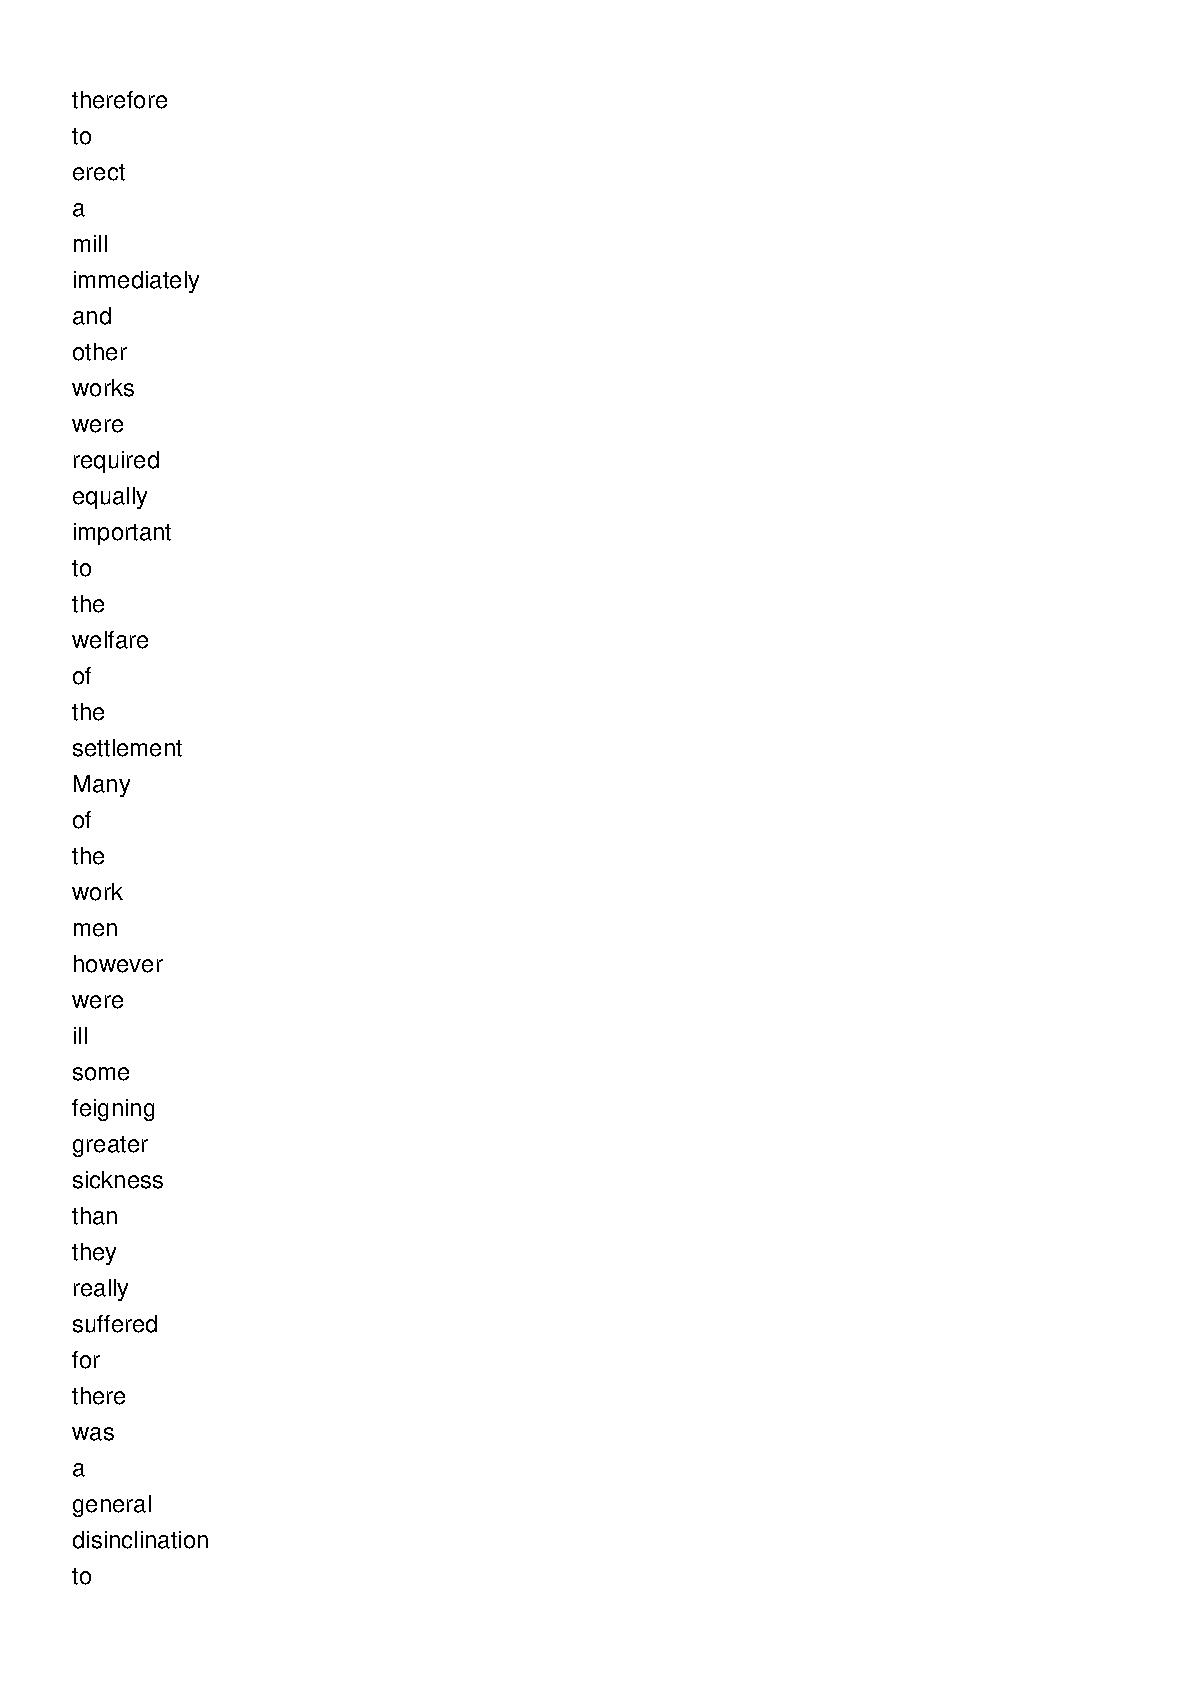 therefore
to
erect
a
mill
immediately
and
other
works
were
required
equally
important
to
the
welfare
of
the
settlement
Many
of
the
work
men
however
were
ill
some
feigning
greater
sickness
than
they
really
suffered
for
there
was
a
general
disinclination
to